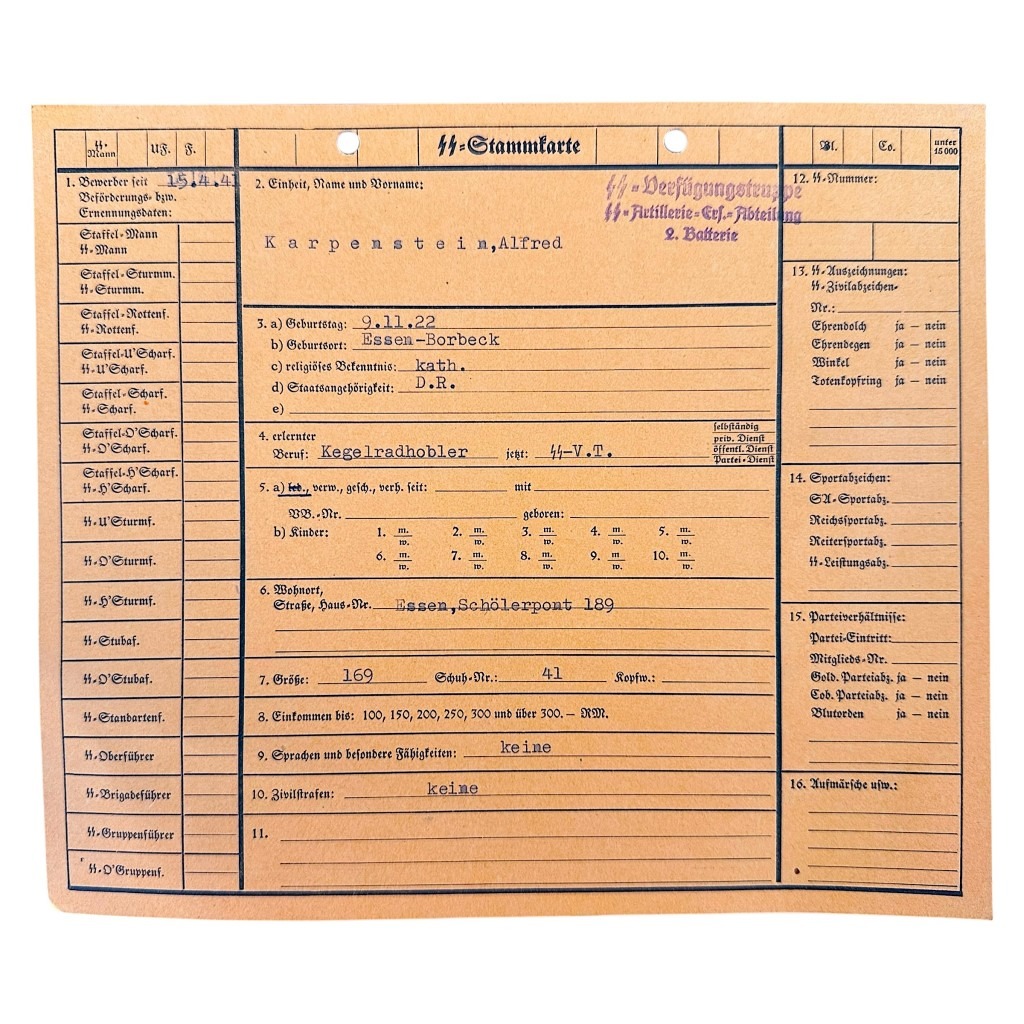 SS-Mann UF. F. SS-Stammkarte Bl. Co. unter 15000
1. Bewerber seit 15.4.41
Beförderungs- bzw.
Ernennungsdaten:
Staffel-Mann
SS-Mann
Staffel-Sturmm.
SS-Sturmm.
Staffel-Rottenf.
SS-Rottenf.
Staffel-U'Scharf.
SS-U'Scharf.
Staffel-Scharf.
SS-Scharf.
Staffel-O'Scharf.
SS-O'Scharf.
Staffel-H'Scharf.
SS-H'Scharf.
SS-U'Sturmf.
SS-O'Sturmf.
SS-H'Sturmf.
SS-Stubaf.
SS-O'Stubaf.
SS-Standartenf.
SS-Oberführer
SS-Brigadeführer
SS-Gruppenführer
SS-O'Gruppenf.
2. Einheit, Name und Vorname:
SS-Verfügungstruppe
SS-Artillerie-Ers.-Abteilung
2. Batterie
Karpenstein,Alfred
3. a) Geburtstag: 9.11.22
b) Geburtsort: Essen-Borbeck
c) religiöses Bekenntnis: kath.
d) Staatsangehörigkeit: D.R.
e)
4. erlernter
Beruf: Kegelradhobler jetzt: SS-V.T.
selbständig
priv. Dienst
öffentl. Dienst
Partei-Dienst
5. a) led., verw., gesch., verh. seit: mit
VB.-Nr. geboren:
b) Kinder: 1. m. w. 2. m. w. 3. m. w. 4. m. w. 5. m. w.
6. m. w. 7. m. w. 8. m. w. 9. m. w. 10. m. w.
6. Wohnort,
Straße, Haus-Nr. Essen,Schölerpont 189
7. Größe: 169 Schuh-Nr.: 41 Kopfw.:
8. Einkommen bis: 100, 150, 200, 250, 300 und über 300.— RM.
9. Sprachen und besondere Fähigkeiten: keine
10. Zivilstrafen: keine
11.
12. SS-Nummer:
13. SS-Auszeichnungen:
SS-Zivilabzeichen-
Nr.:
Ehrendolch ja — nein
Ehrendegen ja — nein
Winkel ja — nein
Totenkopfring ja — nein
14. Sportabzeichen:
SA-Sportabz.
Reichssportabz.
Reitersportabz.
SS-Leistungsabz.
15. Parteiverhältnisse:
Partei-Eintritt:
Mitglieds-Nr.
Gold. Parteiabz. ja — nein
Cob. Parteiabz. ja — nein
Blutorden ja — nein
16. Aufmärsche usw.: